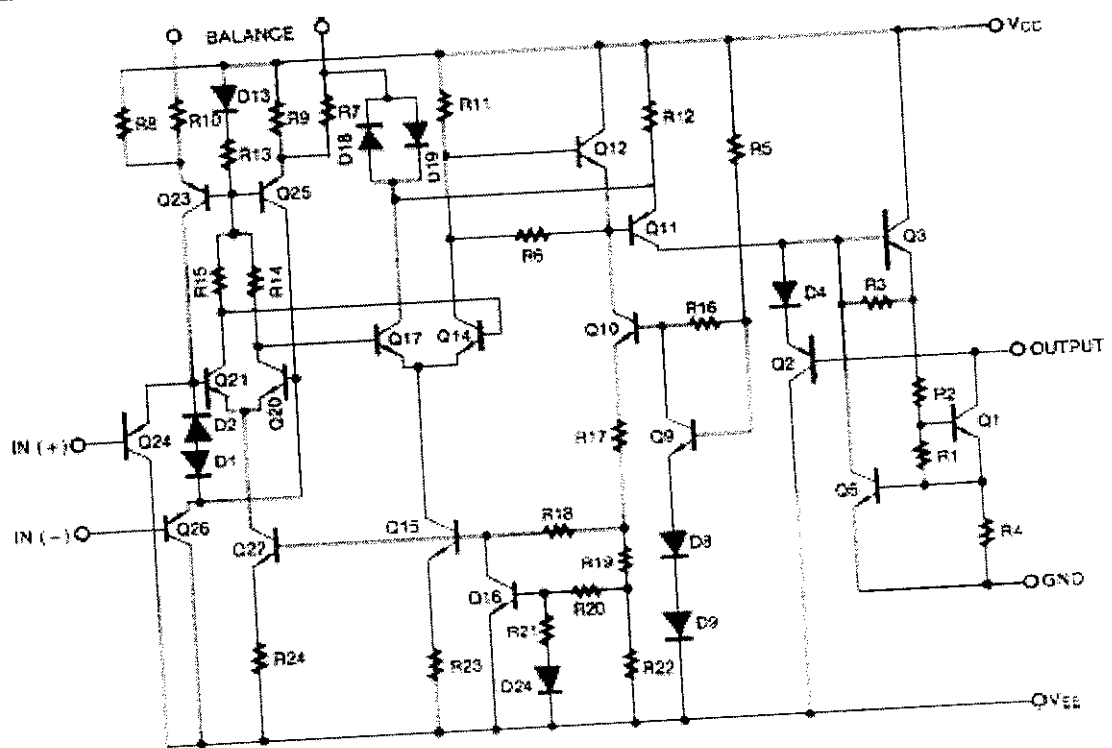 BALANCE
VCC
R8
R10
D13
R9
R7
D18
D19
R11
Q12
R12
R5
R13
Q23
Q25
Q11
Q3
R6
R15
R14
D4
R3
R16
Q17
Q14
Q10
Q2
OUTPUT
Q21
Q20
R2
Q1
D2
Q24
IN (+)
D1
R17
Q9
R1
Q5
IN (−)
Q26
Q22
Q15
R18
R19
D8
R4
Q16
R20
GND
R21
D9
R24
R23
D24
R22
VEE